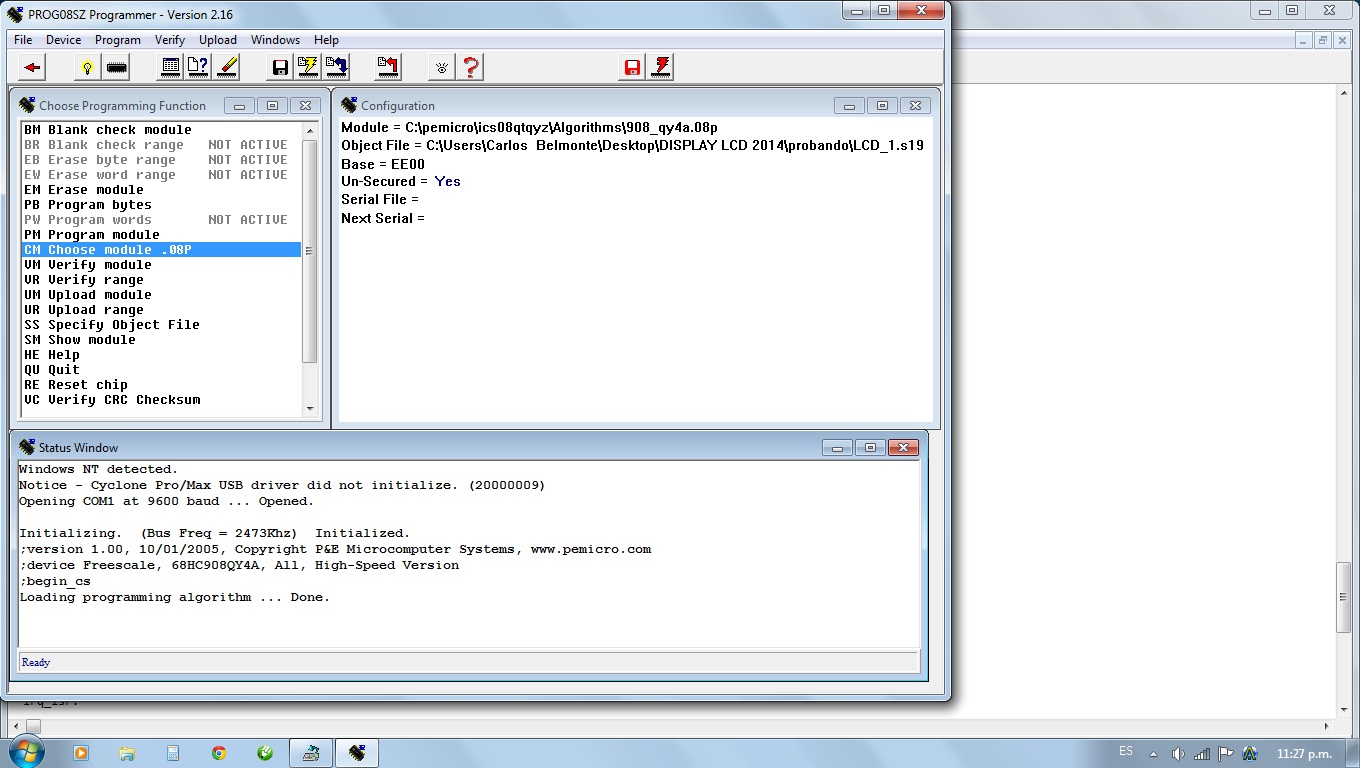 PROG08SZ Programmer - Version 2.16
File Device Program Verify Upload Windows Help
Choose Programming Function
BM Blank check module
BR Blank check range NOT ACTIVE
EB Erase byte range NOT ACTIVE
EW Erase word range NOT ACTIVE
EM Erase module
PB Program bytes
PW Program words NOT ACTIVE
PM Program module
CM Choose module .08P
VM Verify module
VR Verify range
UM Upload module
UR Upload range
SS Specify Object File
SM Show module
HE Help
QU Quit
RE Reset chip
VC Verify CRC Checksum
Configuration
Module = C:\pemicro\ics08qtqyz\Algorithms\908_qy4a.08p
Object File = C:\Users\Carlos Belmonte\Desktop\DISPLAY LCD 2014\probando\LCD_1.s19
Base = EE00
Un-Secured = Yes
Serial File =
Next Serial =
Status Window
Windows NT detected.
Notice - Cyclone Pro/Max USB driver did not initialize. (20000009)
Opening COM1 at 9600 baud ... Opened.
Initializing. (Bus Freq = 2473Khz) Initialized.
;version 1.00, 10/01/2005, Copyright P&E Microcomputer Systems, www.pemicro.com
;device Freescale, 68HC908QY4A, All, High-Speed Version
;begin_cs
Loading programming algorithm ... Done.
Ready
ES
11:27 p.m.